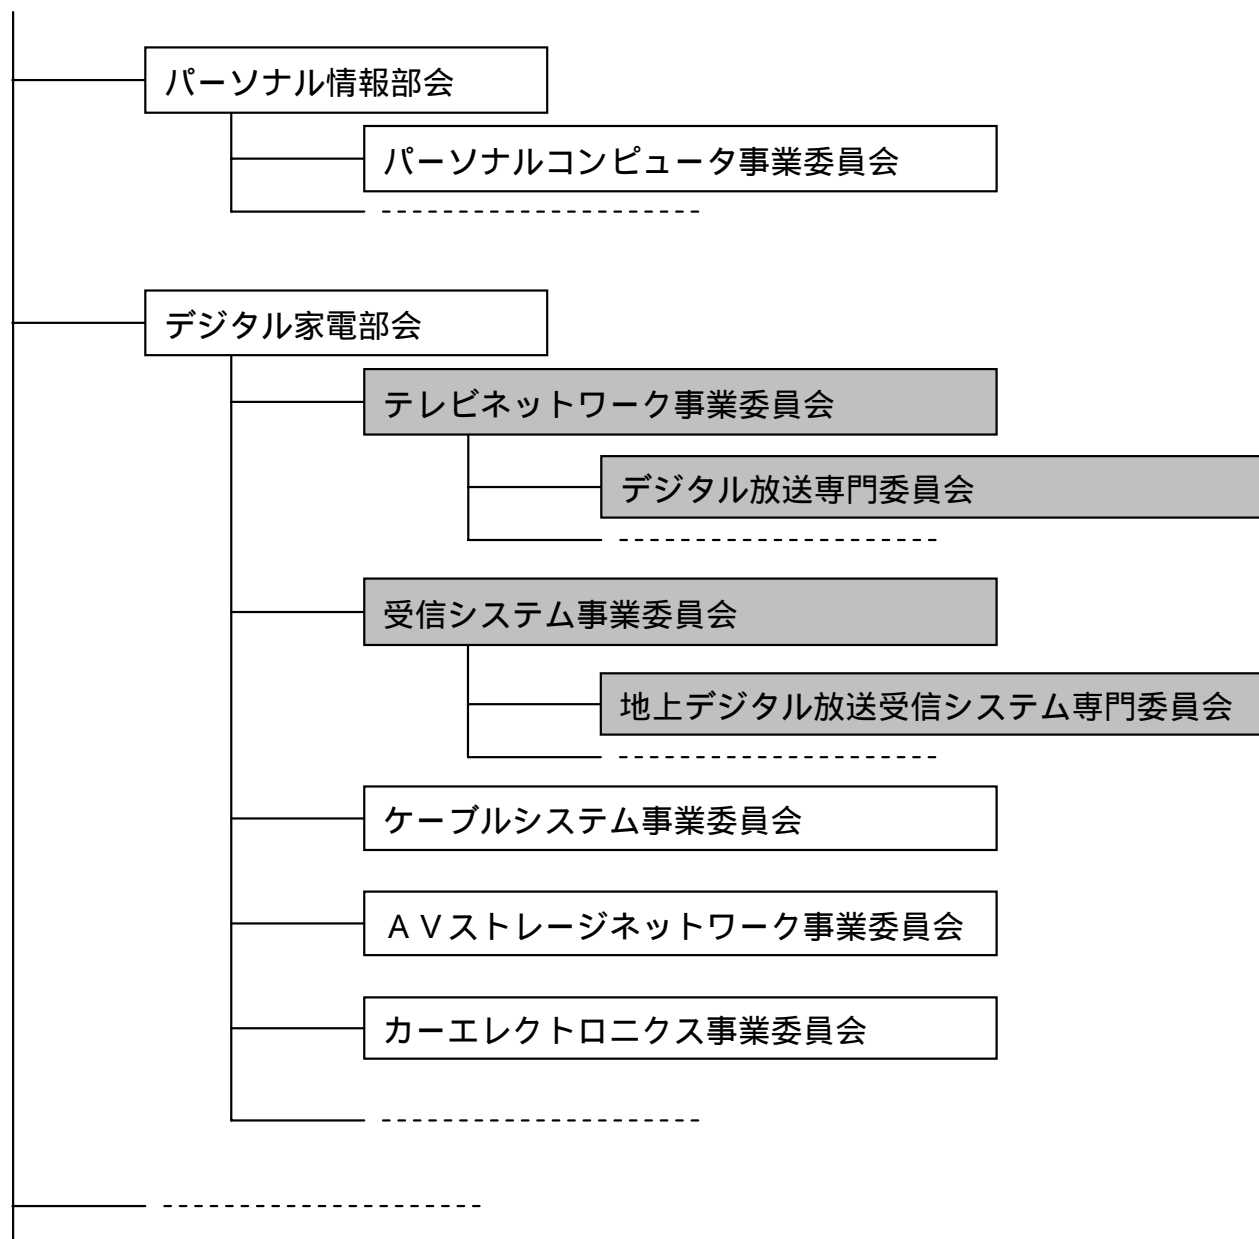 パーソナル情報部会
パーソナルコンピュータ事業委員会
デジタル家電部会
テレビネットワーク事業委員会
デジタル放送専門委員会
受信システム事業委員会
地上デジタル放送受信システム専門委員会
ケーブルシステム事業委員会
ＡＶストレージネットワーク事業委員会
カーエレクトロニクス事業委員会